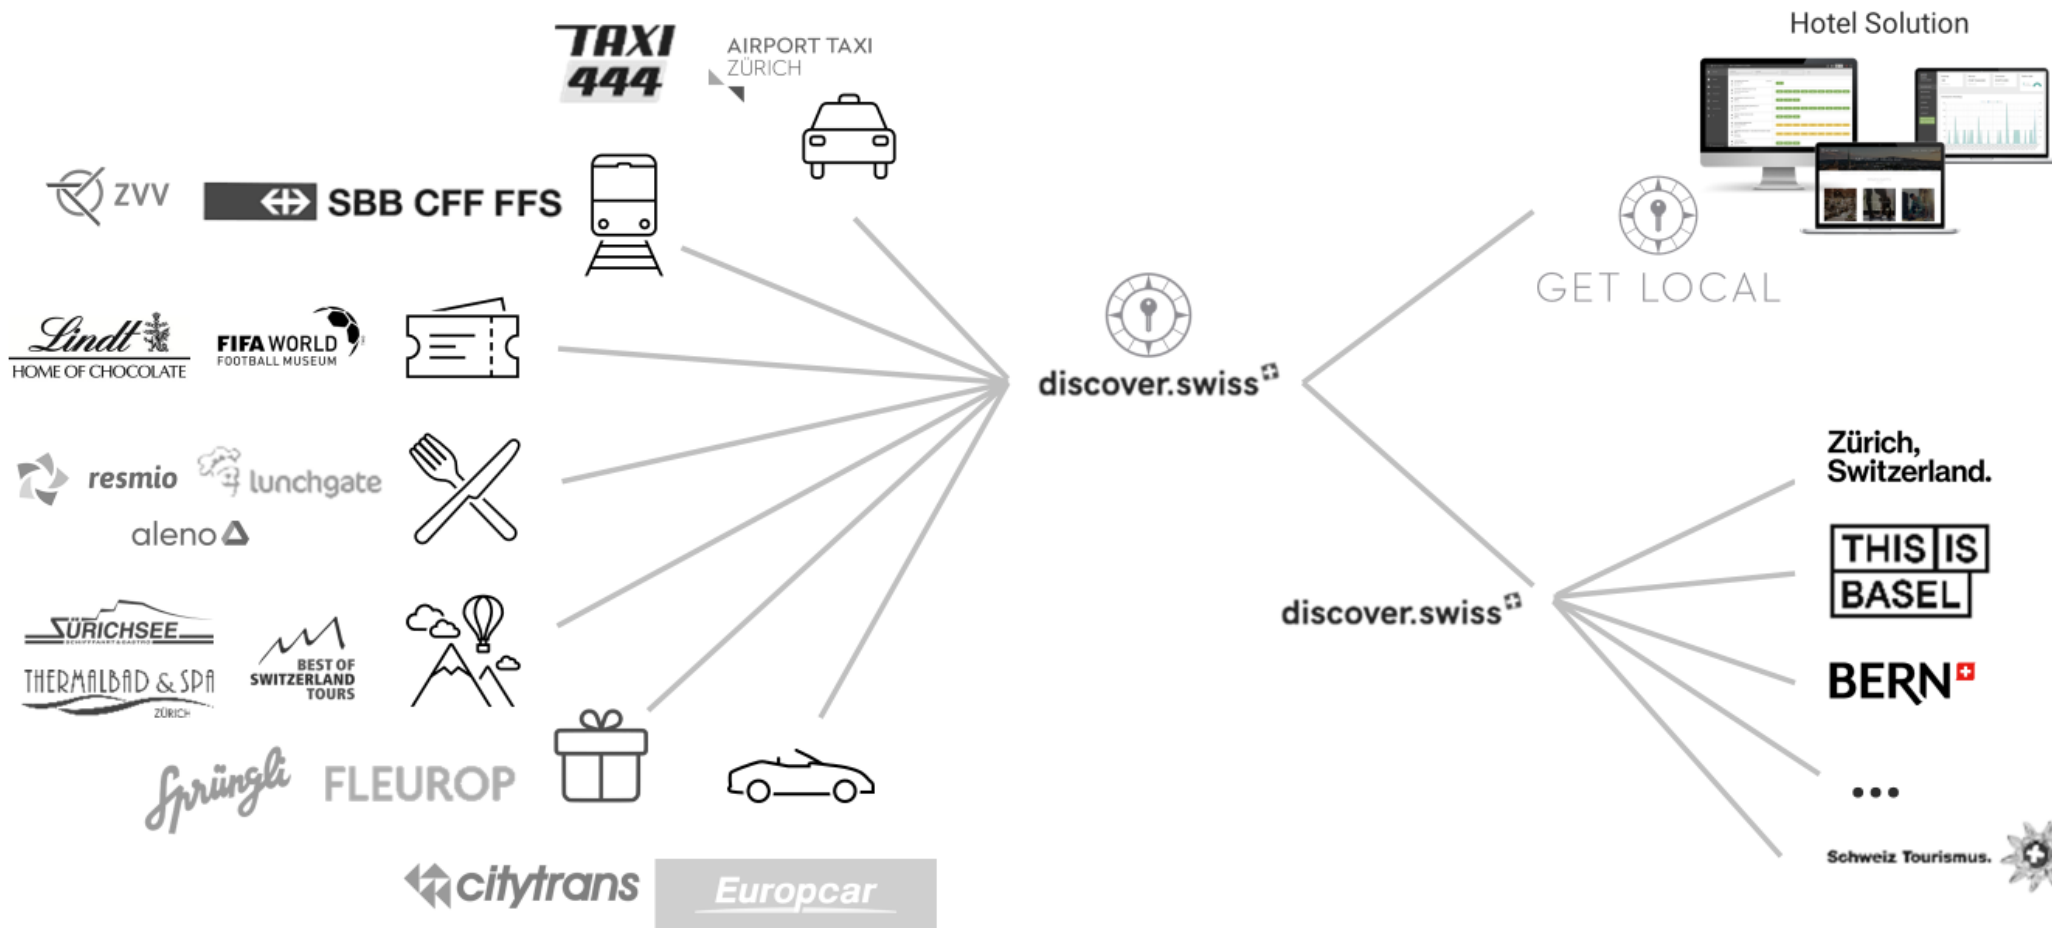 Hotel Solution
TAXI
444
AIRPORT TAXI
ZÜRICH
ZVV
SBB CFF FFS
GET LOCAL
Lindt
HOME OF CHOCOLATE
FIFA WORLD
FOOTBALL MUSEUM
discover.swiss
resmio
lunchgate
aleno
Zürich,
Switzerland.
THIS IS
BASEL
discover.swiss
ZÜRICHSEE
SCHIFFFAHRT & GASTRO
THERMALBAD & SPA
ZÜRICH
BEST OF
SWITZERLAND
TOURS
BERN
Sprüngli
FLEUROP
...
Schweiz Tourismus.
citytrans
Europcar